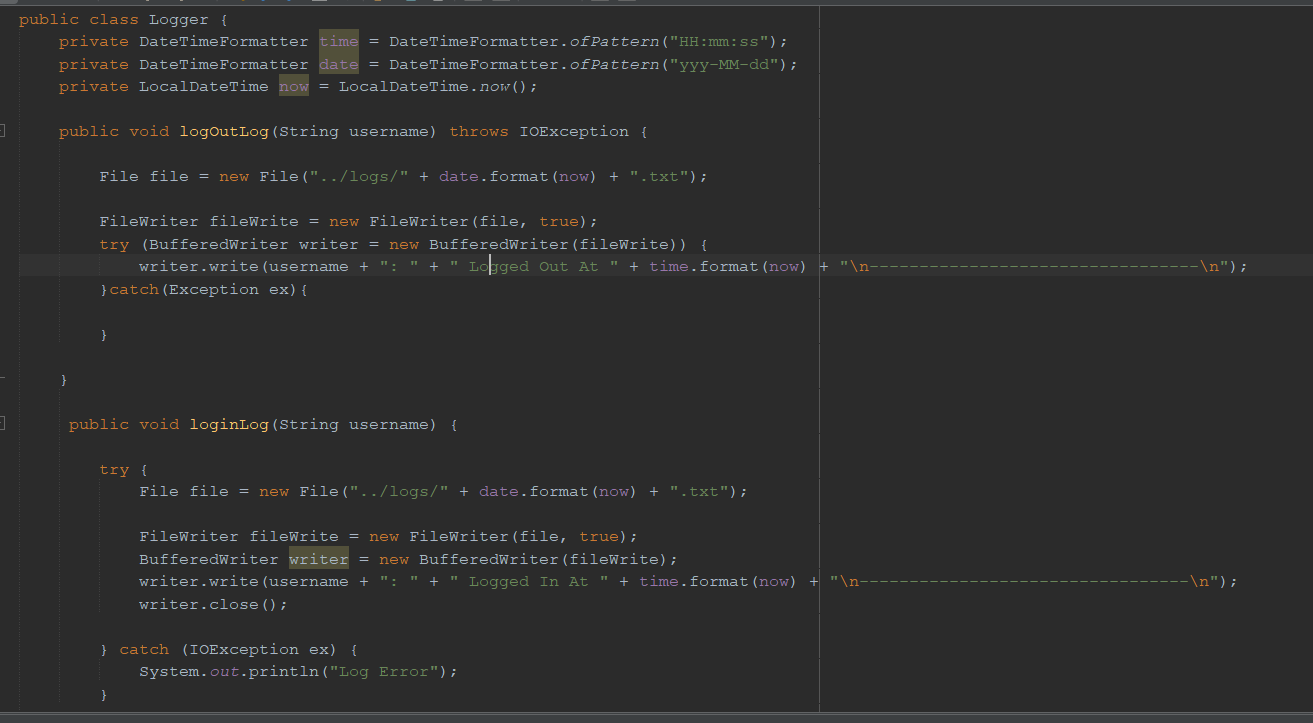 public class Logger {
    private DateTimeFormatter time = DateTimeFormatter.ofPattern("HH:mm:ss");
    private DateTimeFormatter date = DateTimeFormatter.ofPattern("yyy-MM-dd");
    private LocalDateTime now = LocalDateTime.now();
    public void logOutLog(String username) throws IOException {
        File file = new File("../logs/" + date.format(now) + ".txt");
        FileWriter fileWrite = new FileWriter(file, true);
        try (BufferedWriter writer = new BufferedWriter(fileWrite)) {
            writer.write(username + ": " + " Logged Out At " + time.format(now) + "\n---------------------------------\n");
        }catch(Exception ex){
        }
    }
     public void loginLog(String username) {
        try {
            File file = new File("../logs/" + date.format(now) + ".txt");
            FileWriter fileWrite = new FileWriter(file, true);
            BufferedWriter writer = new BufferedWriter(fileWrite);
            writer.write(username + ": " + " Logged In At " + time.format(now) + "\n---------------------------------\n");
            writer.close();
        } catch (IOException ex) {
            System.out.println("Log Error");
        }